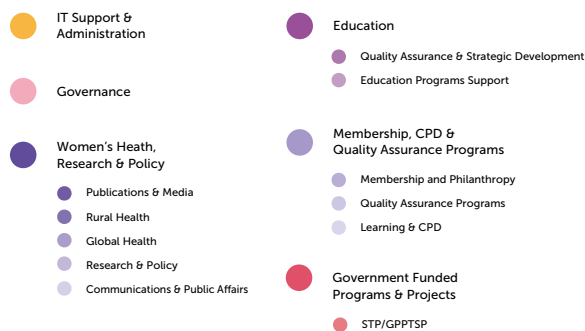 IT Support &
Administration
Governance
Women's Heath,
Research & Policy
Publications & Media
Rural Health
Global Health
Research & Policy
Communications & Public Affairs
Education
Quality Assurance & Strategic Development
Education Programs Support
Membership, CPD &
Quality Assurance Programs
Membership and Philanthropy
Quality Assurance Programs
Learning & CPD
Government Funded
Programs & Projects
STP/GPPTSP